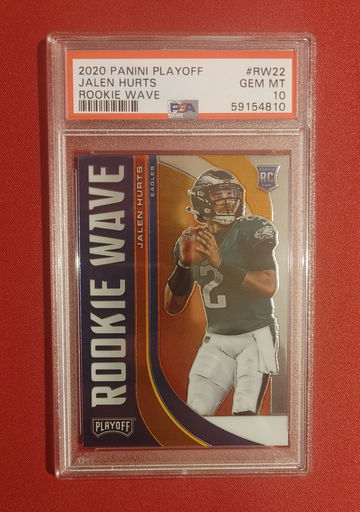 2020 PANINI PLAYOFF #RW22
JALEN HURTS GEM MT
ROOKIE WAVE 10
PSA 59154810
ROOKIE WAVE
JALEN HURTS
EAGLES
RC
2
PLAYOFF